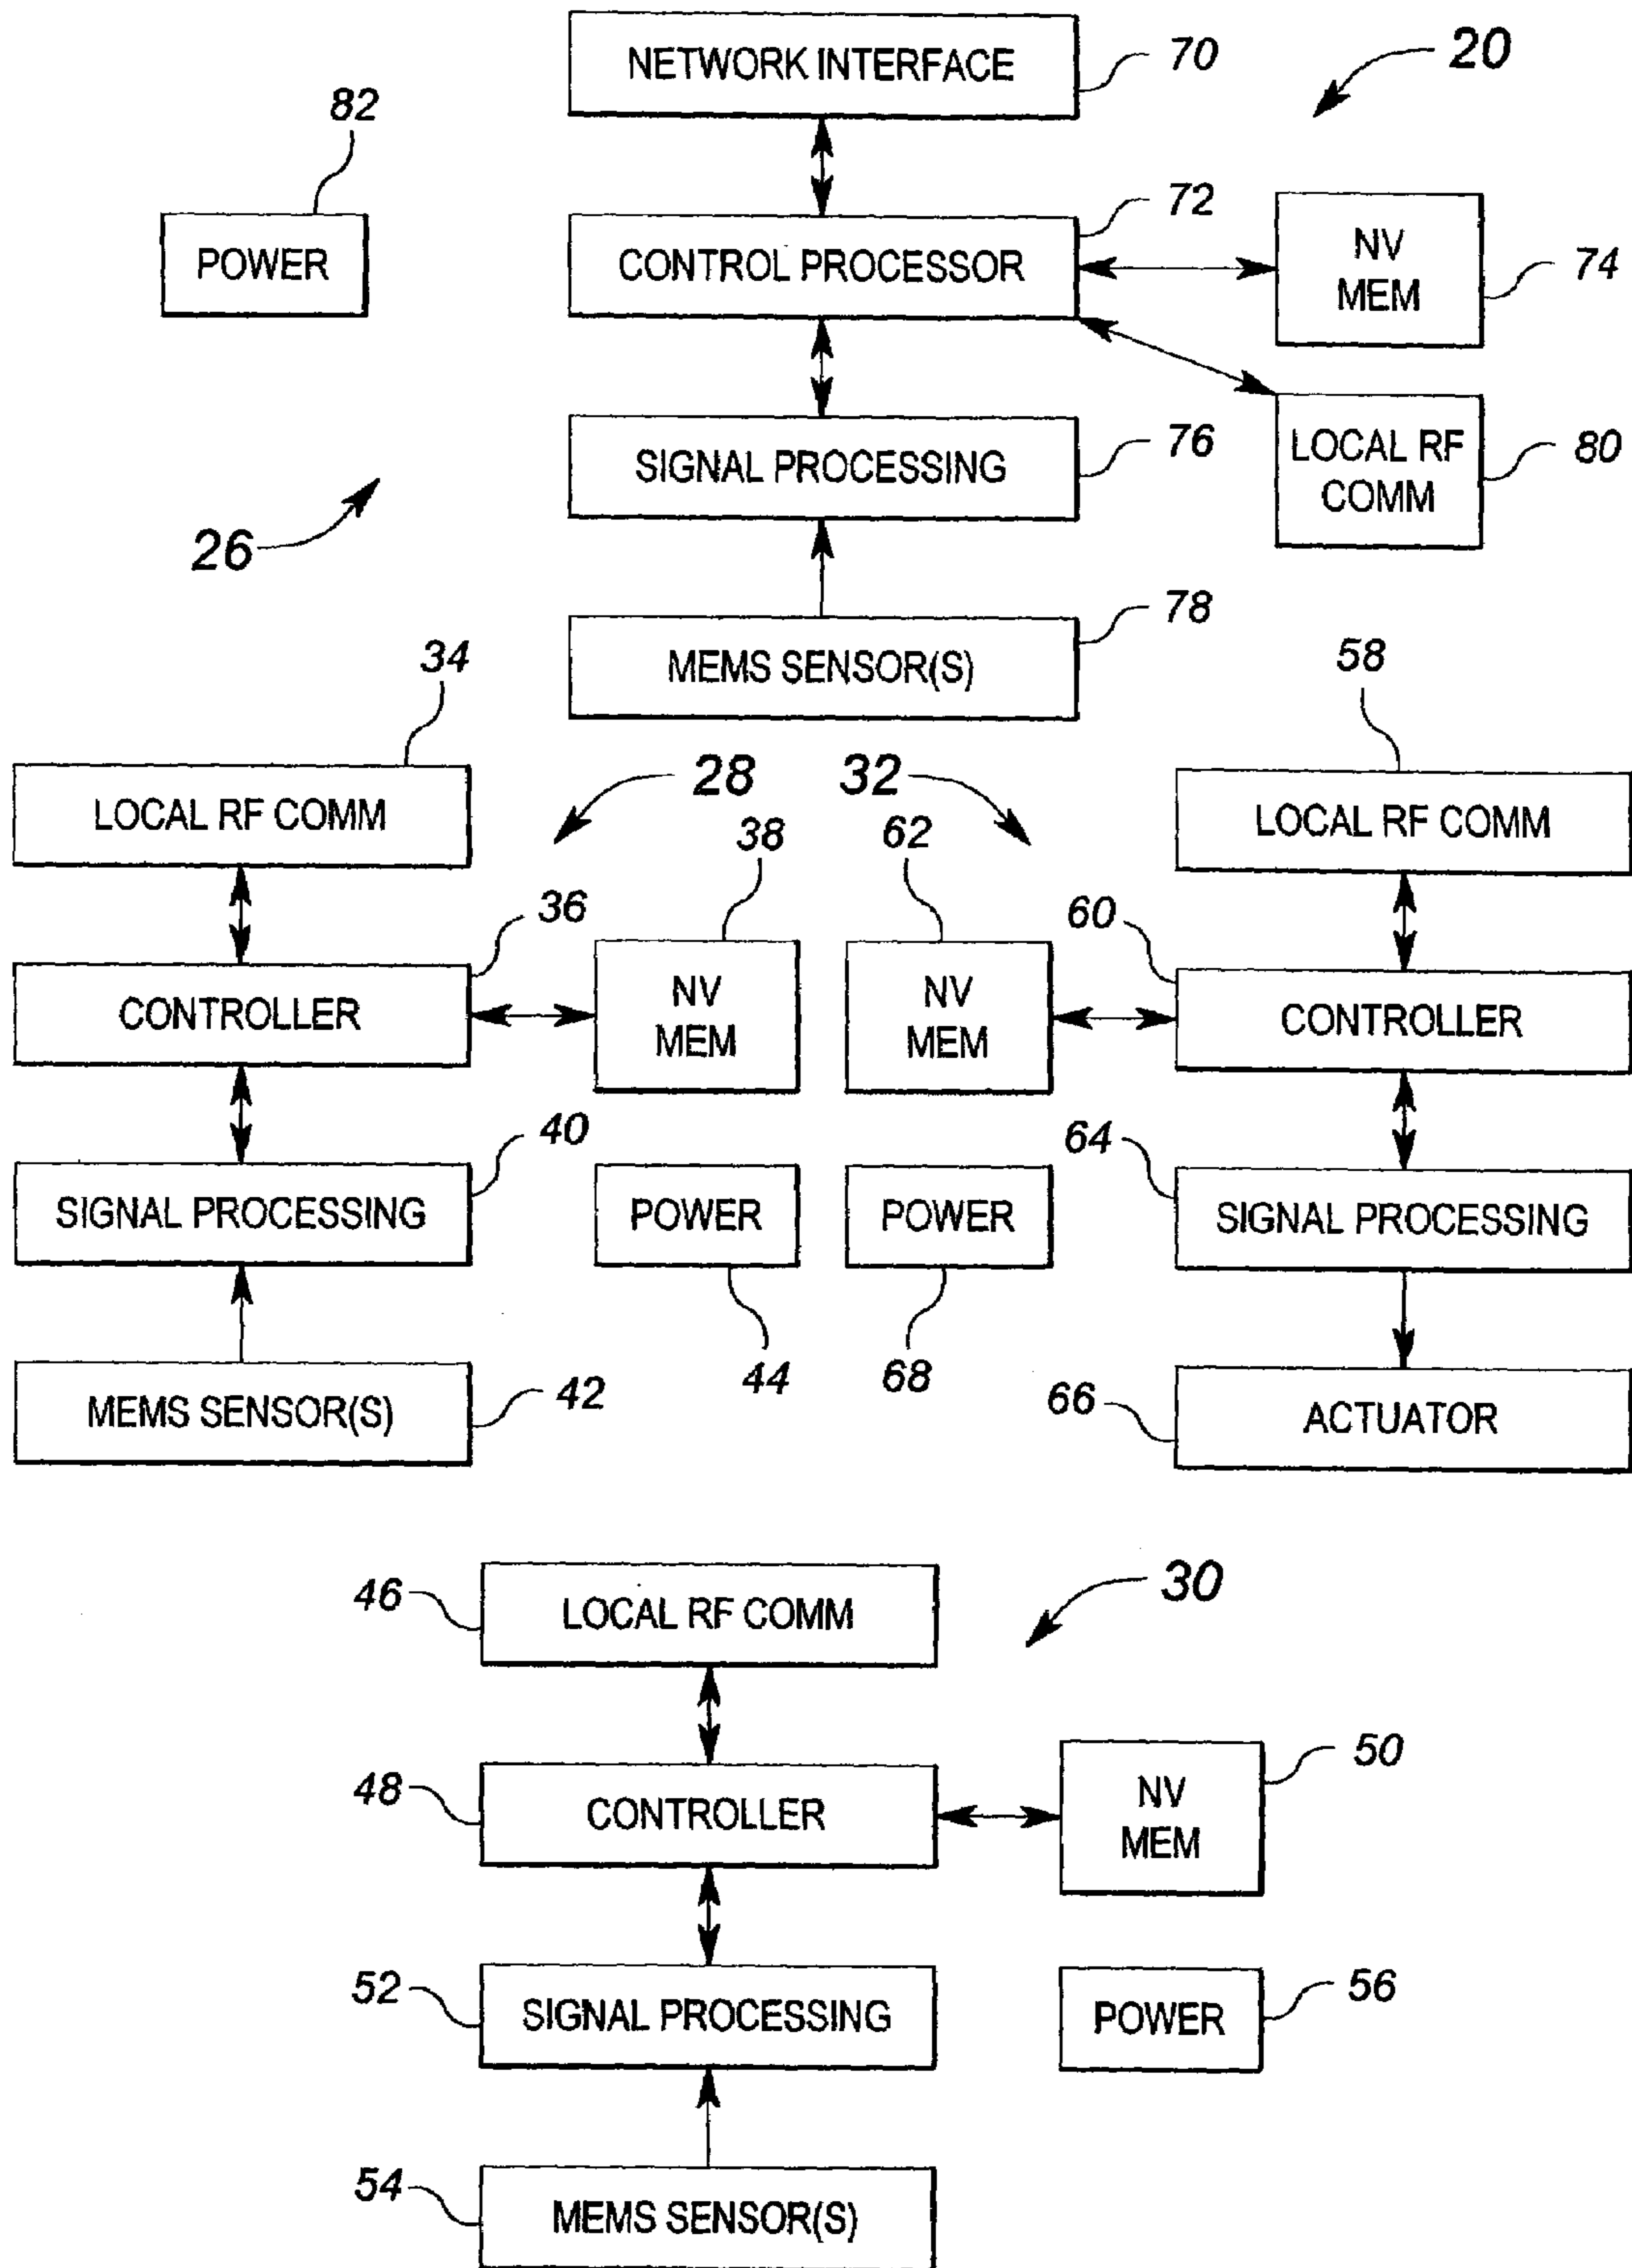 NETWORK INTERFACE
70
20
82
POWER
72
CONTROL PROCESSOR
NV
MEM
74
76
SIGNAL PROCESSING
LOCAL RF
COMM
80
26
78
MEMS SENSOR(S)
34
LOCAL RF COMM
28
32
58
LOCAL RF COMM
38
62
36
CONTROLLER
NV
MEM
NV
MEM
60
CONTROLLER
40
SIGNAL PROCESSING
POWER
POWER
64
SIGNAL PROCESSING
42
MEMS SENSOR(S)
44
68
66
ACTUATOR
46
LOCAL RF COMM
30
48
CONTROLLER
NV
MEM
50
52
SIGNAL PROCESSING
POWER
56
54
MEMS SENSOR(S)